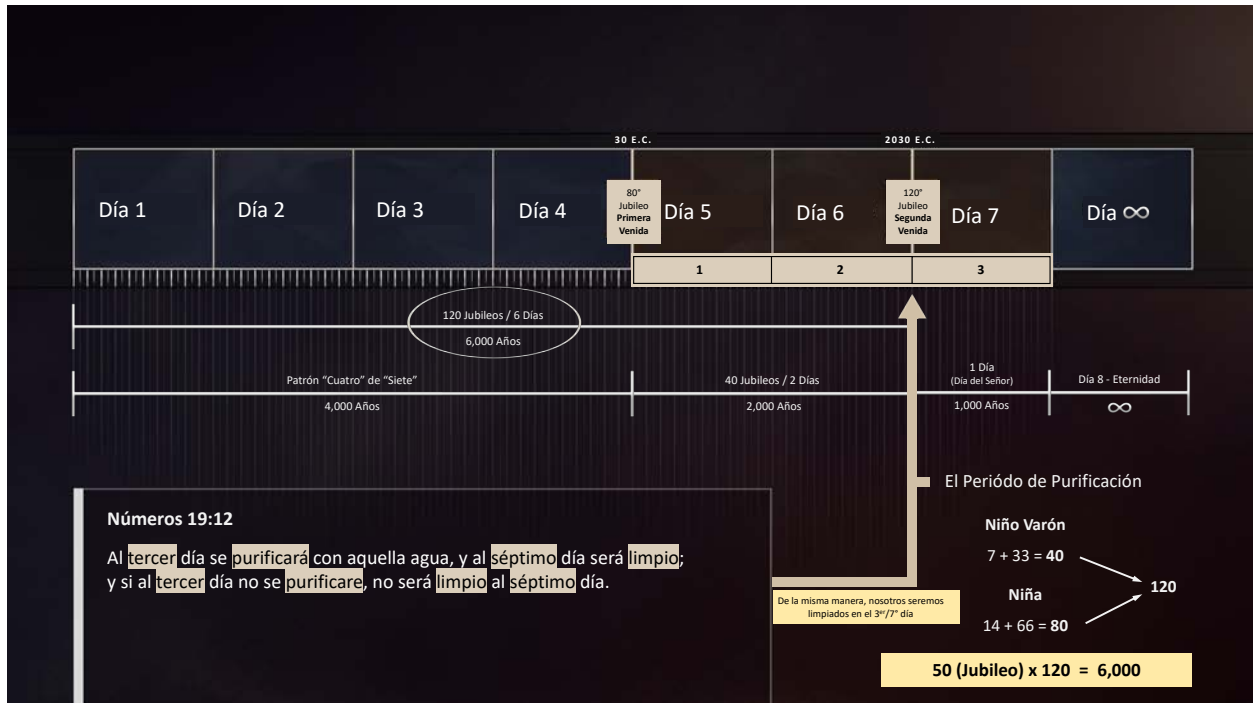 30 E.C.
2030 E.C.
Día 1
Día 2
Día 3
Día 4
80°
Jubileo
Primera
Venida
Día 5
Día 6
120°
Jubileo
Segunda
Venida
Día 7
Día ∞
1
2
3
120 Jubileos / 6 Días
6,000 Años
Patrón “Cuatro” de “Siete”
4,000 Años
40 Jubileos / 2 Días
2,000 Años
1 Día
(Día del Señor)
1,000 Años
Día 8 - Eternidad
∞
El Periódo de Purificación
Números 19:12
Al tercer día se purificará con aquella agua, y al séptimo día será limpio;
y si al tercer día no se purificare, no será limpio al séptimo día.
De la misma manera, nosotros seremos
limpiados en el 3er/7° día
Niño Varón
7 + 33 = 40
Niña
14 + 66 = 80
120
50 (Jubileo) x 120 = 6,000